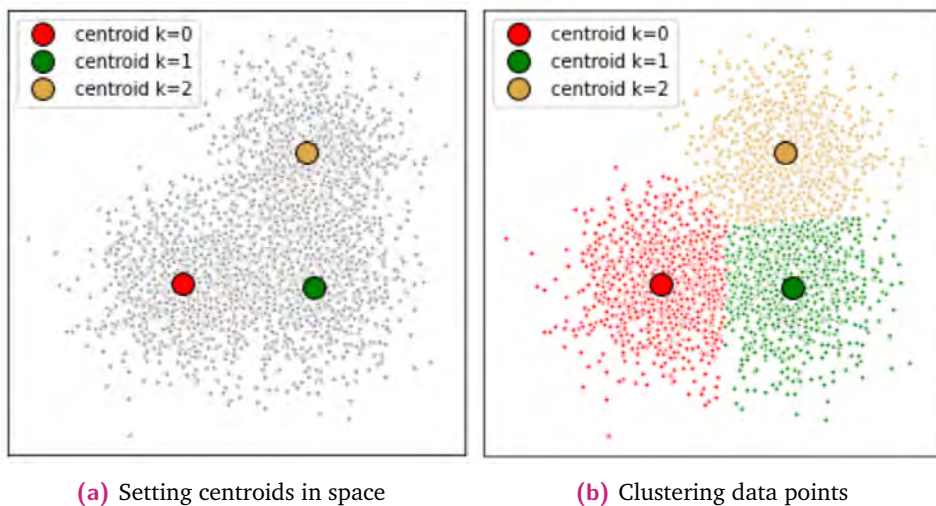 centroid k=0
centroid k=1
centroid k=2
centroid k=0
centroid k=1
centroid k=2
(a) Setting centroids in space
(b) Clustering data points